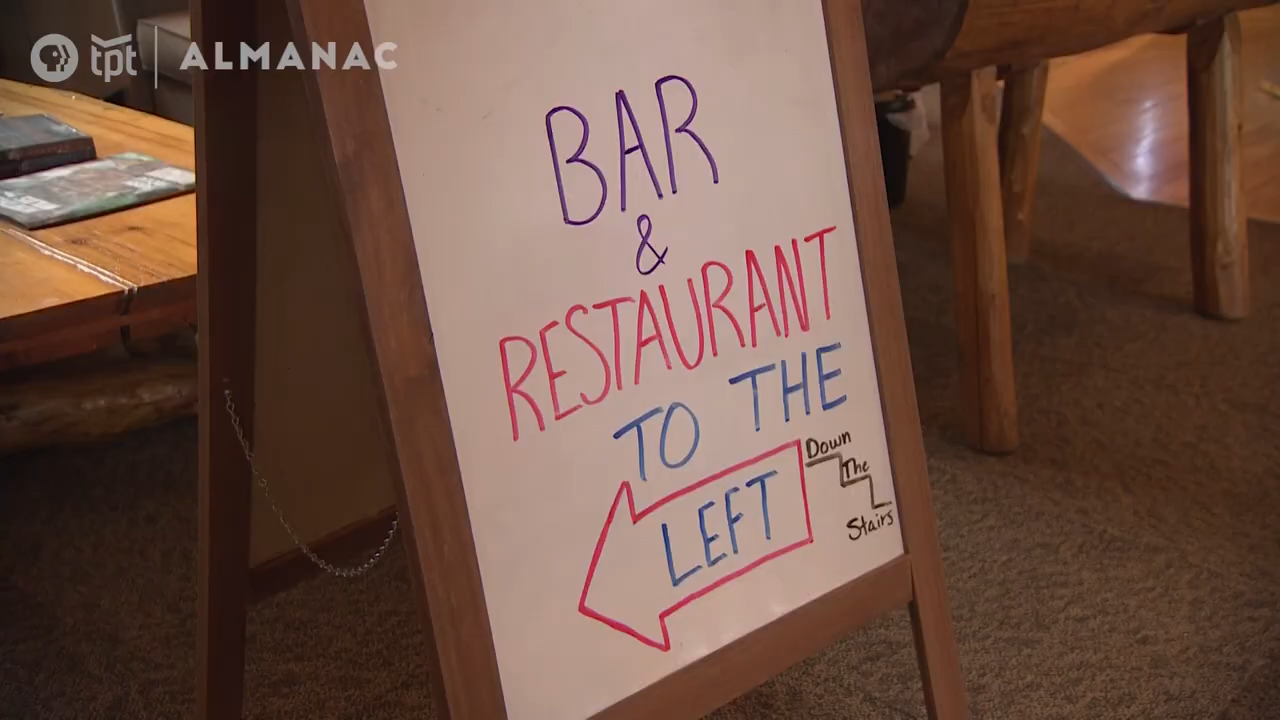 tpt | ALMANAC
BAR
&
RESTAURANT
TO THE
LEFT
Down
The
Stairs